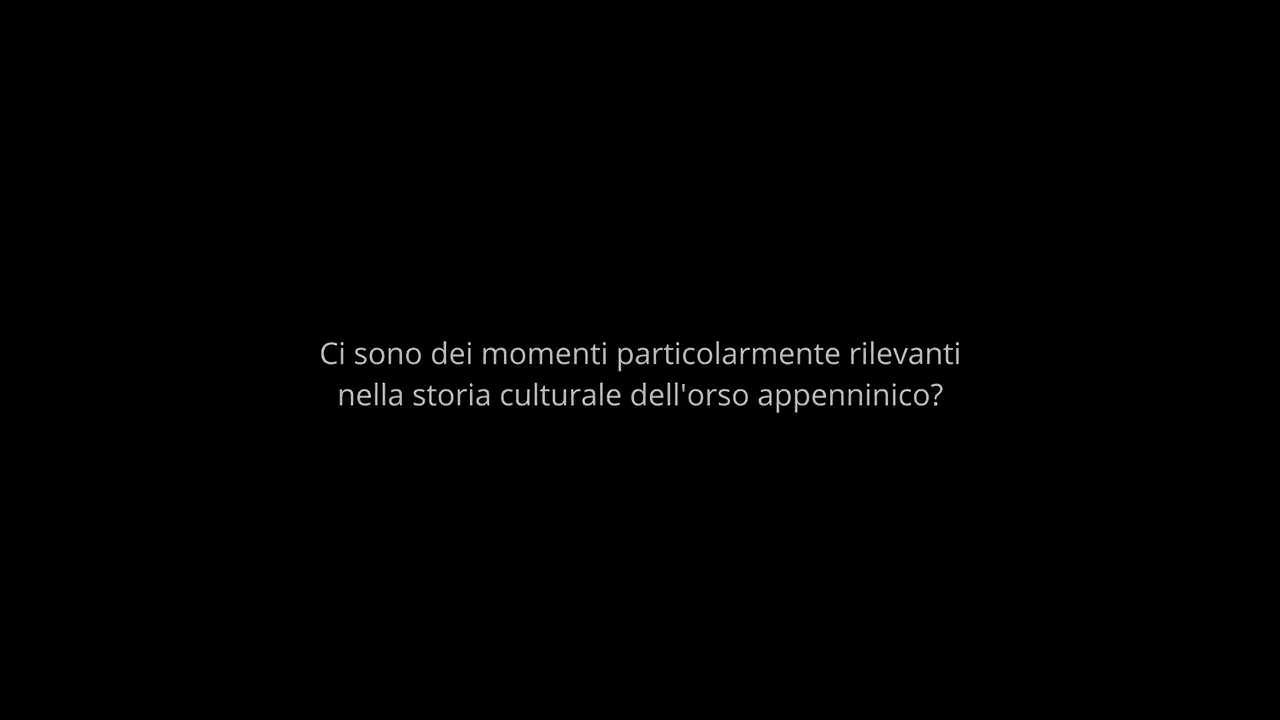 Ci sono dei momenti particolarmente rilevanti
nella storia culturale dell'orso appenninico?